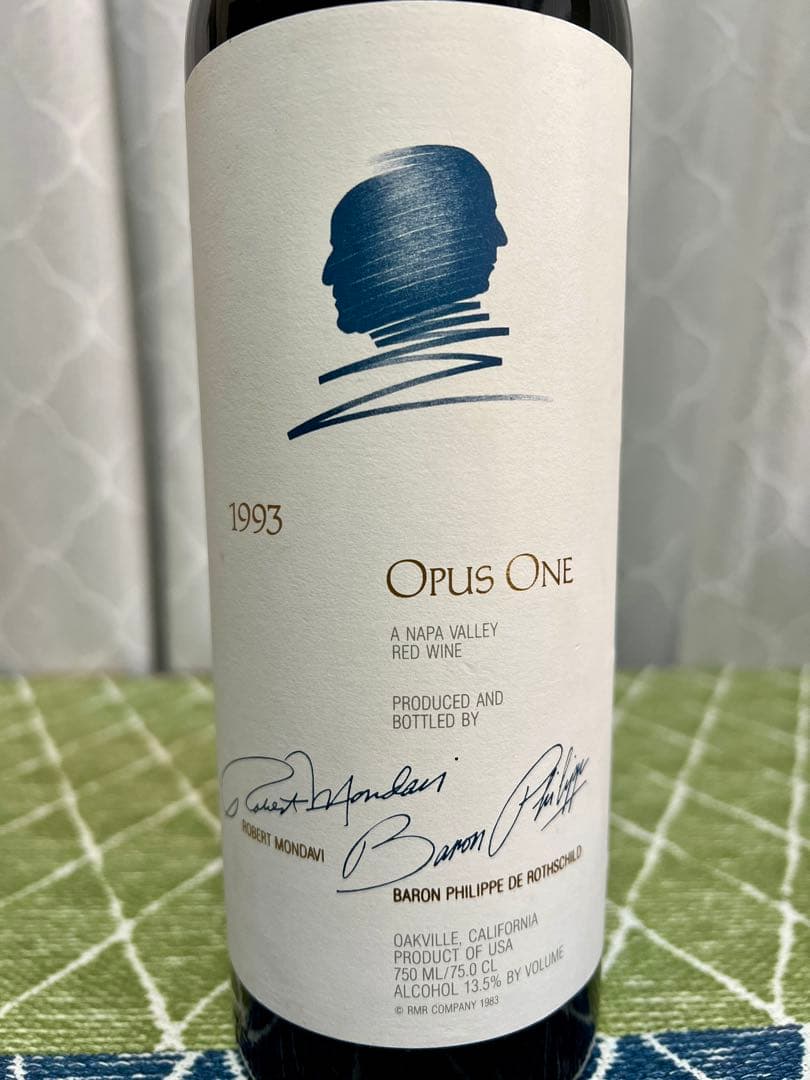 1993
OPUS ONE
A NAPA VALLEY
RED WINE
PRODUCED AND
BOTTLED BY
Robert Mondavi
ROBERT MONDAVI
Baron Philippe
BARON PHILIPPE DE ROTHSCHILD
OAKVILLE, CALIFORNIA
PRODUCT OF USA
750 ML/75.0 CL
ALCOHOL 13.5% BY VOLUME
© RMR COMPANY 1983